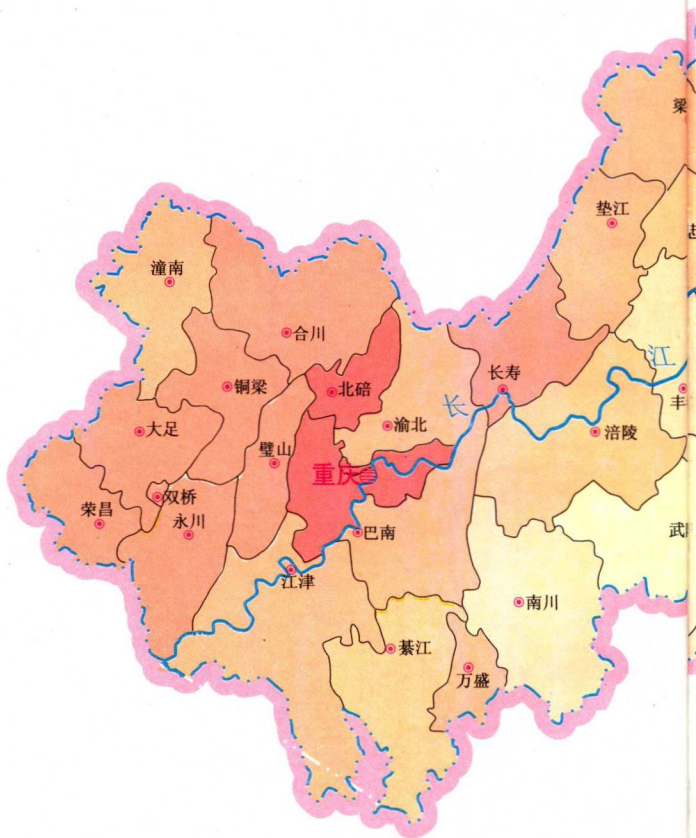 梁
垫江
潼南
合川
江
长寿
铜梁
北碚
长
丰
渝北
大足
涪陵
璧山
重庆
双桥
荣昌
永川
巴南
武
江津
南川
綦江
万盛